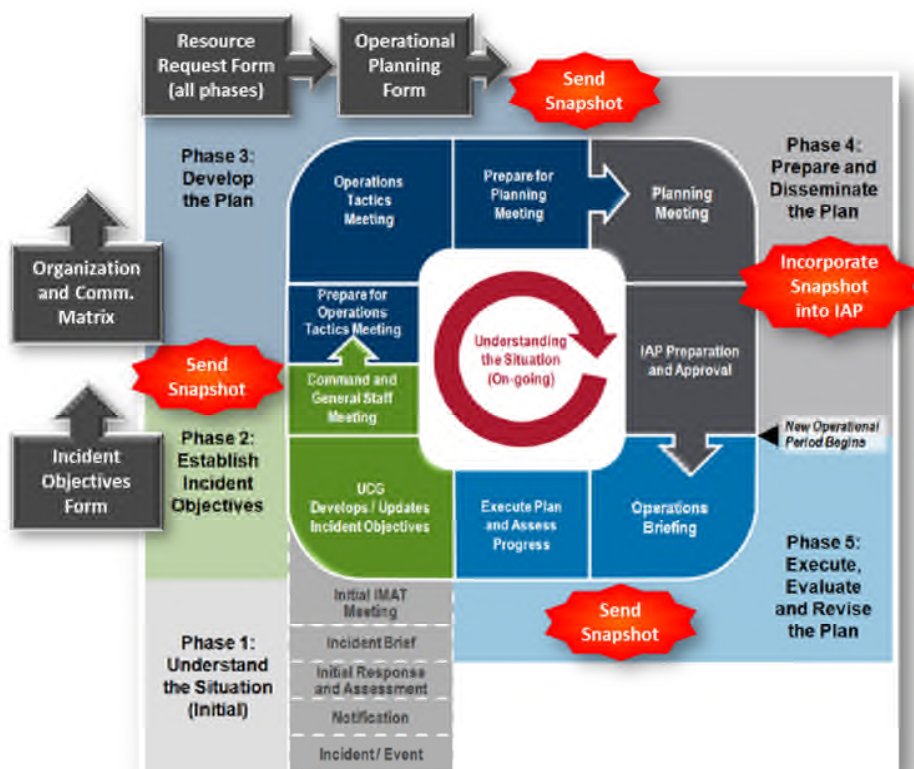 Resource
Request Form
(all phases)
Operational
Planning
Form
Send
Snapshot
Phase 3:
Develop
the Plan
Operations
Tactics
Meeting
Prepare for
Planning
Meeting
Planning
Meeting
Phase 4:
Prepare and
Disseminate
the Plan
Organization
and Comm.
Matrix
Prepare for
Operations
Tactics Meeting
Understanding
the Situation
(On-going)
IAP Preparation
and Approval
Incorporate
Snapshot
into IAP
Send
Snapshot
Command and
General Staff
Meeting
New Operational
Period Begins
Incident
Objectives
Form
Phase 2:
Establish
Incident
Objectives
UCG
Develops / Updates
Incident Objectives
Execute Plan
and Assess
Progress
Operations
Briefing
Phase 5:
Execute,
Evaluate
and Revise
the Plan
Send
Snapshot
Phase 1:
Understand
the Situation
(Initial)
Initial IMAT
Meeting
Incident Brief
Initial Response
and Assessment
Notification
Incident / Event